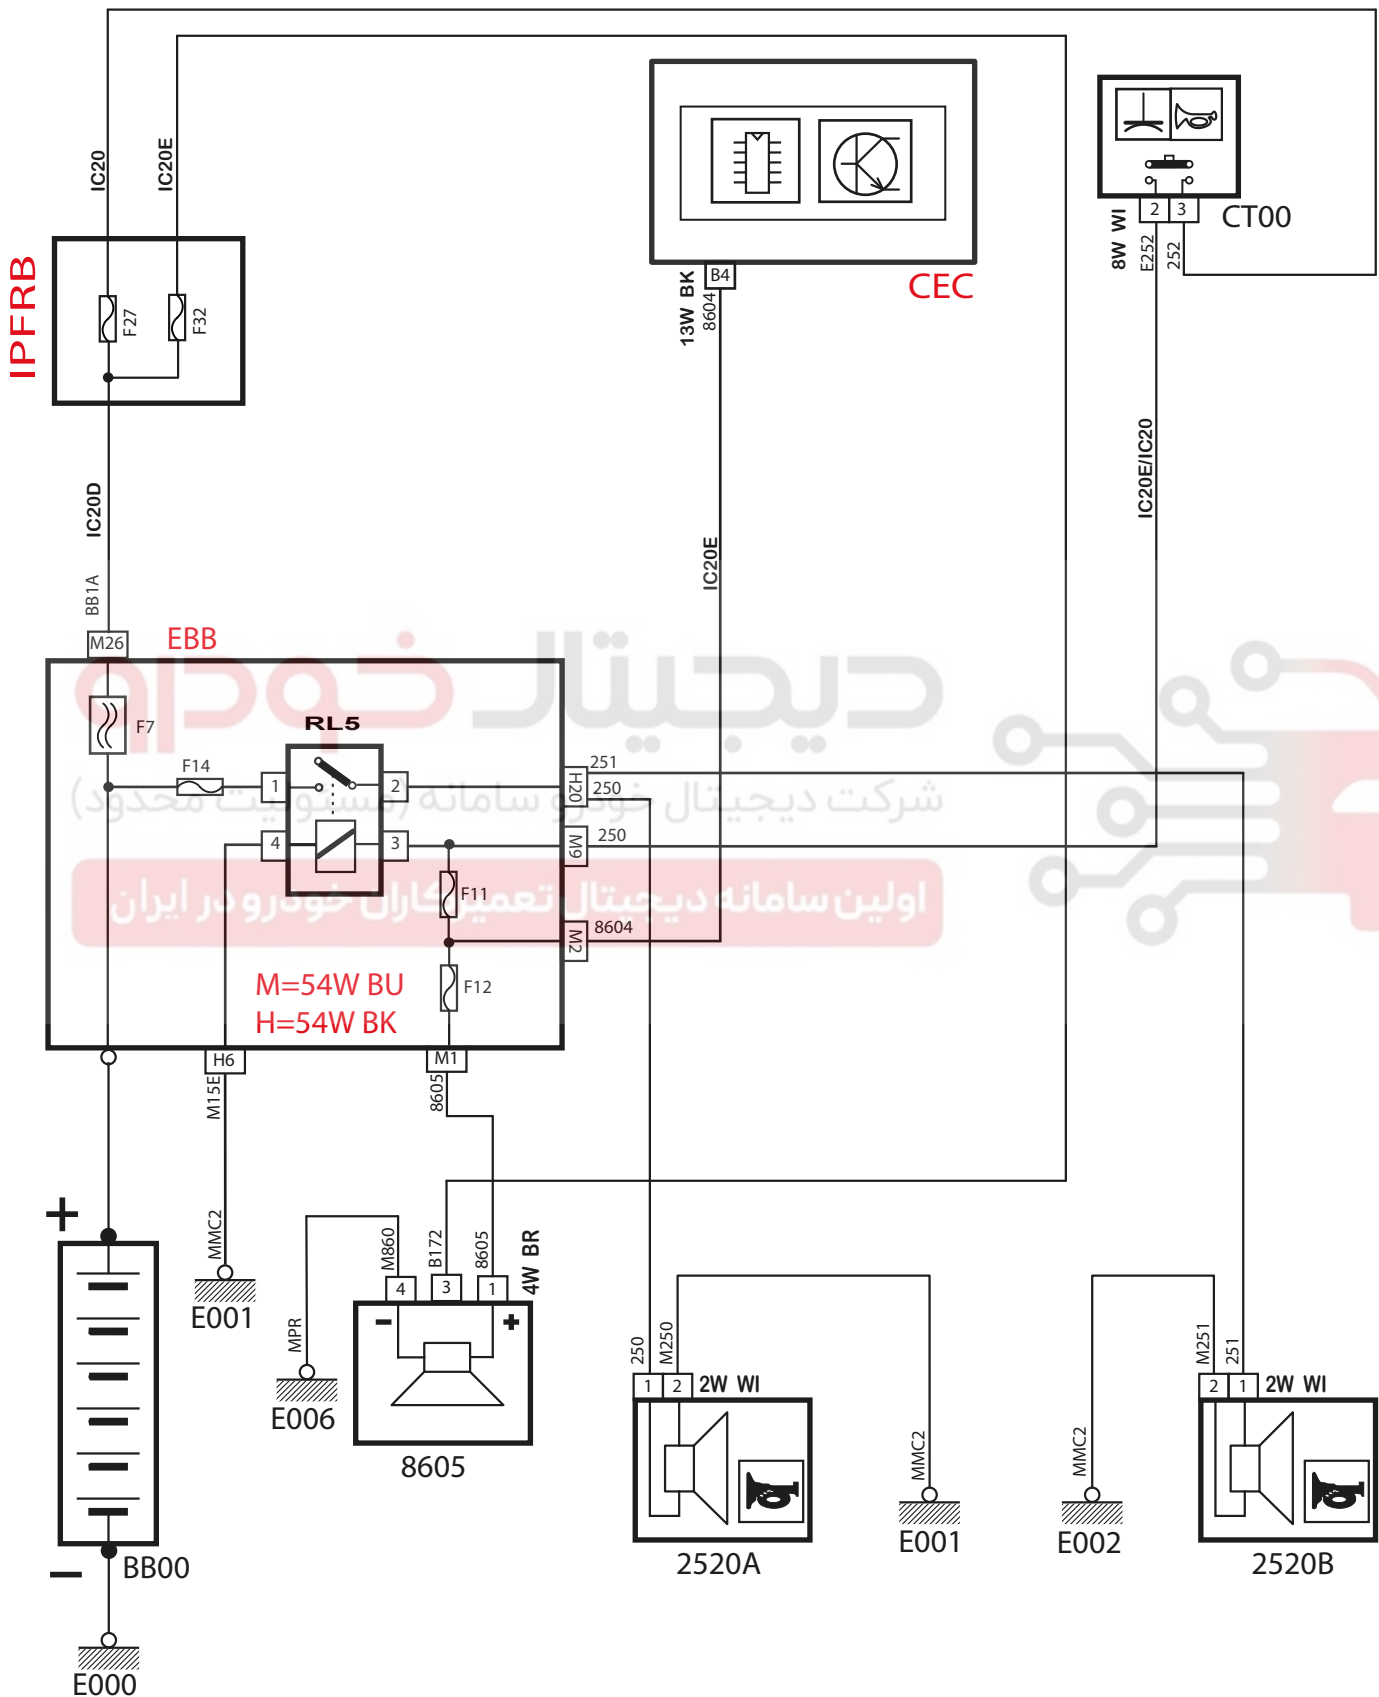 IC20
IC20E
IPFRB
F27
F32
CEC
B4
13W BK
8604
2
3
CT00
8W WI
E252
252
IC20D
BB1A
IC20E
IC20E/IC20
M26
EBB
دیجیتال خودرو
شرکت دیجیتال خودرو سامانه (مسئولیت محدود)
اولین سامانه دیجیتال تعمیرکاران خودرو در ایران
F7
RL5
F14
1
2
4
3
H20
251
250
M9
250
F11
M2
8604
F12
M=54W BU
H=54W BK
H6
M1
M15E
8605
MMC2
E001
+
−
BB00
E000
MPR
E006
M860
B172
8605
4W BR
4
3
1
-
+
8605
250
M250
1
2
2W WI
2520A
MMC2
E001
MMC2
E002
M251
251
2
1
2W WI
2520B